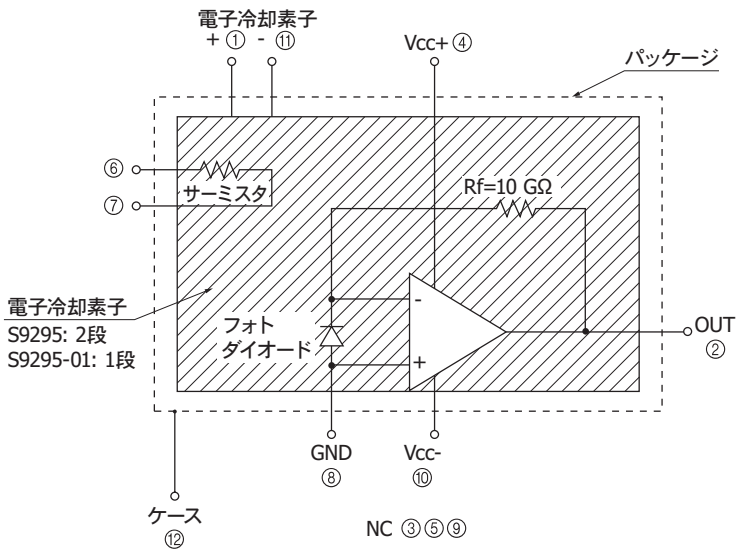 電子冷却素子
+ ① - ⑪
Vcc+ ④
パッケージ
⑥
サーミスタ
⑦
Rf=10 GΩ
電子冷却素子
S9295: 2段
S9295-01: 1段
フォト
ダイオード
-
+
OUT
②
GND
⑧
Vcc-
⑩
ケース
⑫
NC ③⑤⑨